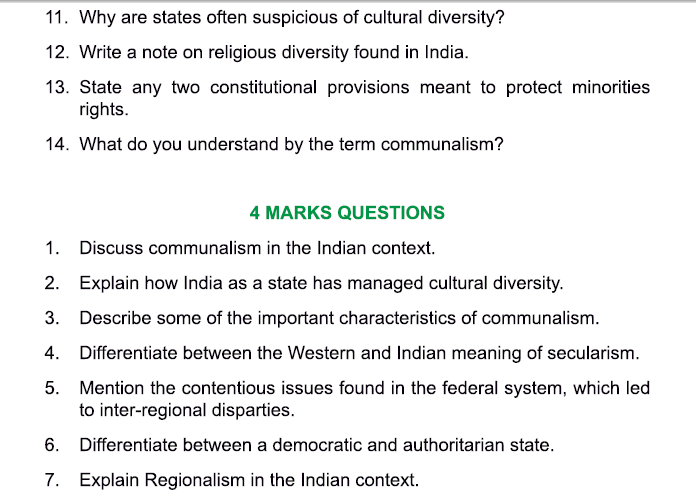 11. Why are states often suspicious of cultural diversity?
12. Write a note on religious diversity found in India.
13. State any two constitutional provisions meant to protect minorities
rights.
14. What do you understand by the term communalism?
4 MARKS QUESTIONS
1. Discuss communalism in the Indian context.
2. Explain how India as a state has managed cultural diversity.
3. Describe some of the important characteristics of communalism.
4. Differentiate between the Western and Indian meaning of secularism.
5. Mention the contentious issues found in the federal system, which led
to inter-regional disparties.
6. Differentiate between a democratic and authoritarian state.
7. Explain Regionalism in the Indian context.